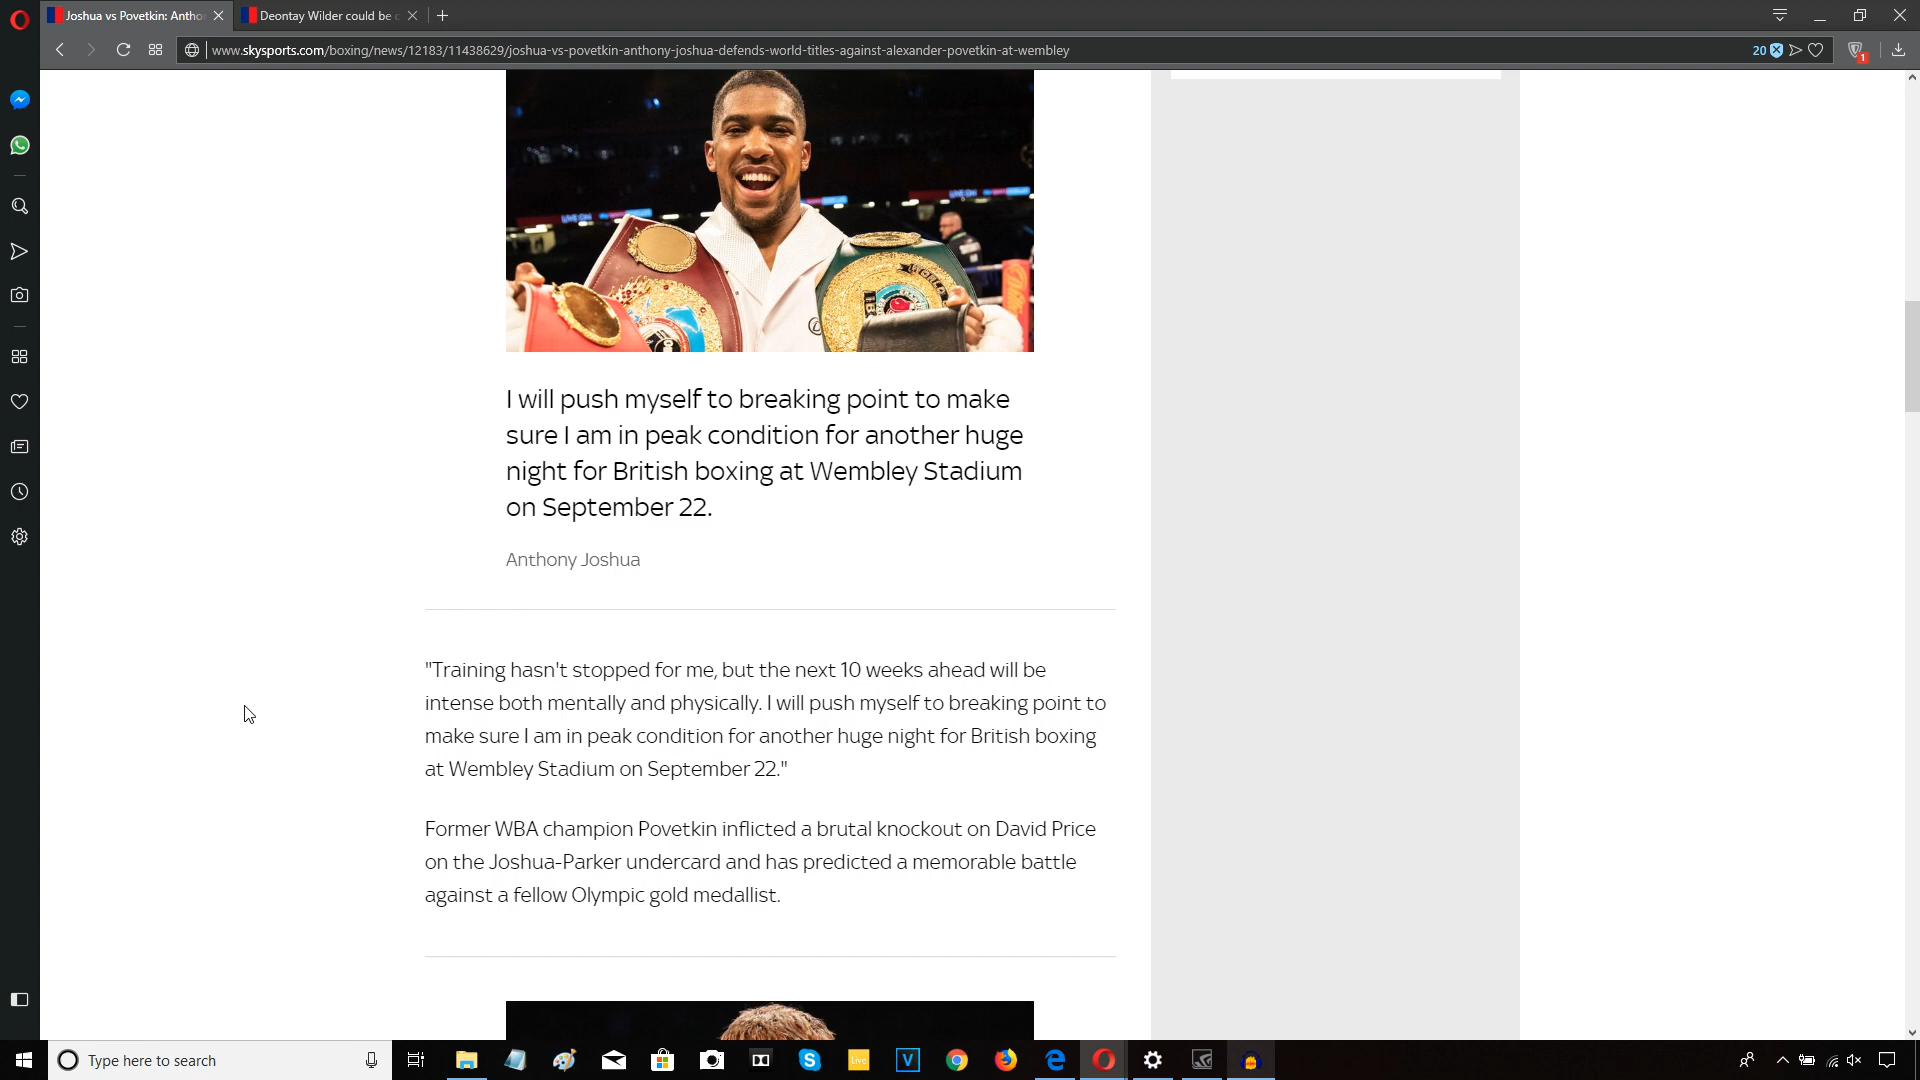 Joshua vs Povetkin: Antho
Deontay Wilder could be c
www.skysports.com/boxing/news/12183/11438629/joshua-vs-povetkin-anthony-joshua-defends-world-titles-against-alexander-povetkin-at-wembley
20
1
WORLD
I will push myself to breaking point to make
sure I am in peak condition for another huge
night for British boxing at Wembley Stadium
on September 22.
Anthony Joshua
"Training hasn't stopped for me, but the next 10 weeks ahead will be
intense both mentally and physically. I will push myself to breaking point to
make sure I am in peak condition for another huge night for British boxing
at Wembley Stadium on September 22."
Former WBA champion Povetkin inflicted a brutal knockout on David Price
on the Joshua-Parker undercard and has predicted a memorable battle
against a fellow Olympic gold medallist.
Type here to search
Live
V